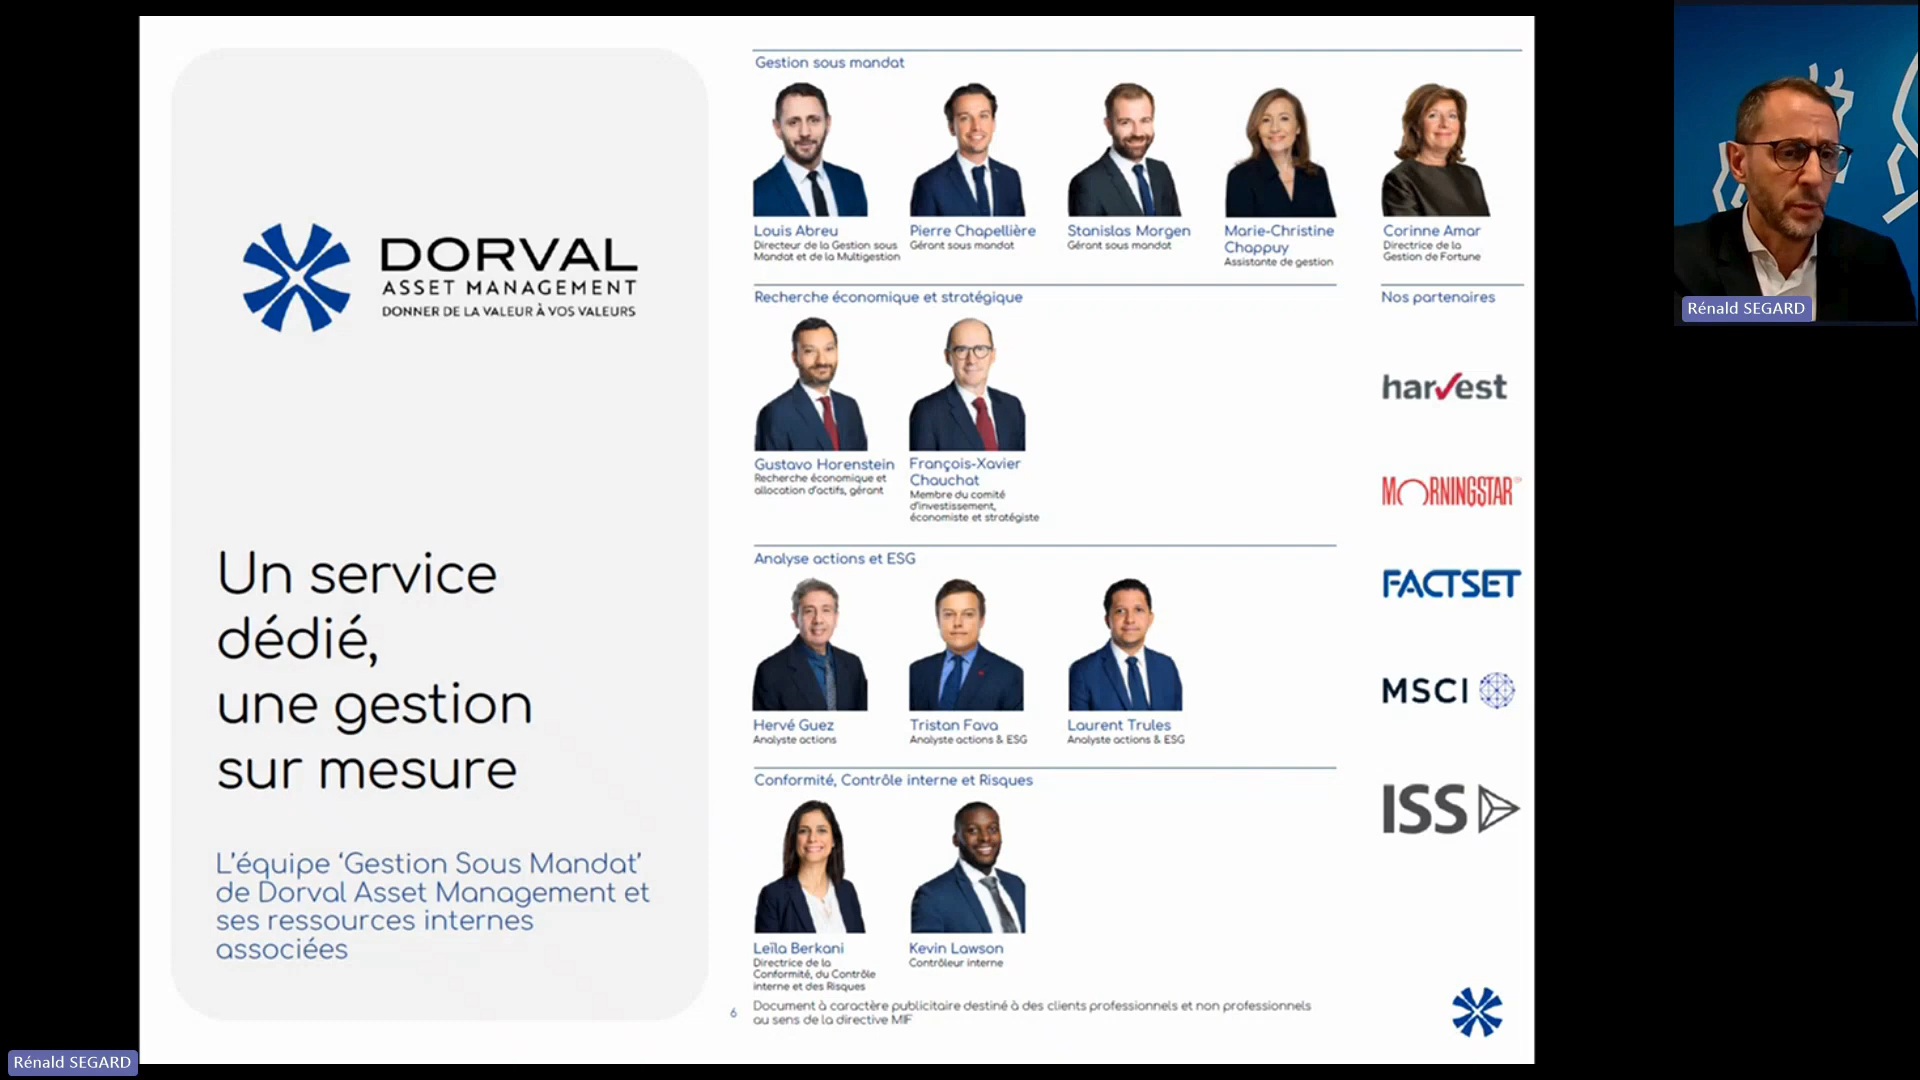 DORVAL
ASSET MANAGEMENT
DONNER DE LA VALEUR À VOS VALEURS
Un service
dédié,
une gestion
sur mesure
L'équipe 'Gestion Sous Mandat'
de Dorval Asset Management et
ses ressources internes
associées
Gestion sous mandat
Louis Abreu
Directeur de la Gestion sous
Mandat et de la Multigestion
Pierre Chapellière
Gérant sous mandat
Stanislas Morgen
Gérant sous mandat
Marie-Christine
Chappuy
Assistante de gestion
Corinne Amar
Directrice de la
Gestion de Fortune
Recherche économique et stratégique
Gustavo Horenstein
Recherche économique et
allocation d'actifs, gérant
François-Xavier
Chauchat
Membre du comité
d'investissement,
économiste et stratégiste
Analyse actions et ESG
Hervé Guez
Analyste actions
Tristan Fava
Analyste actions & ESG
Laurent Trules
Analyste actions & ESG
Conformité, Contrôle interne et Risques
Leïla Berkani
Directrice de la
Conformité, du Contrôle
interne et des Risques
Kevin Lawson
Contrôleur interne
Nos partenaires
harvest
MORNINGSTAR
FACTSET
MSCI
ISS
6
Document à caractère publicitaire destiné à des clients professionnels et non professionnels
au sens de la directive MIF
Rénald SEGARD
Rénald SEGARD